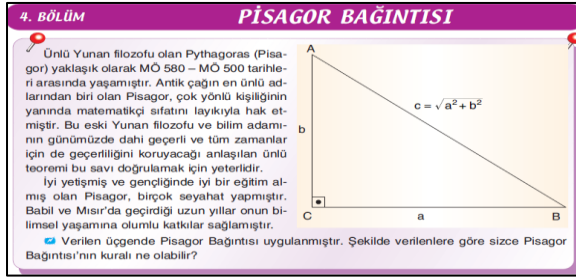 4. BÖLÜM
PİSAGOR BAĞINTISI
Ünlü Yunan filozofu olan Pythagoras (Pisa-
gor) yaklaşık olarak MÖ 580 – MÖ 500 tarihle-
ri arasında yaşamıştır. Antik çağın en ünlü ad-
larından biri olan Pisagor, çok yönlü kişiliğinin
yanında matematikçi sıfatını layıkıyla hak et-
miştir. Bu eski Yunan filozofu ve bilim adamı-
nın günümüzde dahi geçerli ve tüm zamanlar
için de geçerliliğini koruyacağı anlaşılan ünlü
teoremi bu savı doğrulamak için yeterlidir.
İyi yetişmiş ve gençliğinde iyi bir eğitim al-
mış olan Pisagor, birçok seyahat yapmıştır.
Babil ve Mısır'da geçirdiği uzun yıllar onun bi-
limsel yaşamına olumlu katkılar sağlamıştır.
A
c = √a² + b²
b
C
a
B
Verilen üçgende Pisagor Bağıntısı uygulanmıştır. Şekilde verilenlere göre sizce Pisagor
Bağıntısı'nın kuralı ne olabilir?